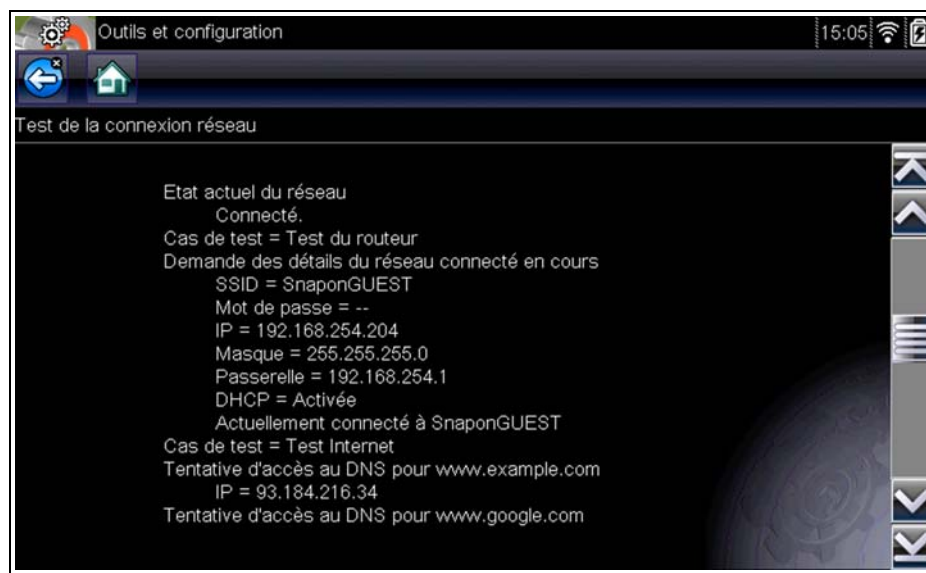 Outils et configuration
15:05
Test de la connexion réseau
Etat actuel du réseau
Connecté.
Cas de test = Test du routeur
Demande des détails du réseau connecté en cours
SSID = SnaponGUEST
Mot de passe = --
IP = 192.168.254.204
Masque = 255.255.255.0
Passerelle = 192.168.254.1
DHCP = Activée
Actuellement connecté à SnaponGUEST
Cas de test = Test Internet
Tentative d'accès au DNS pour www.example.com
IP = 93.184.216.34
Tentative d'accès au DNS pour www.google.com